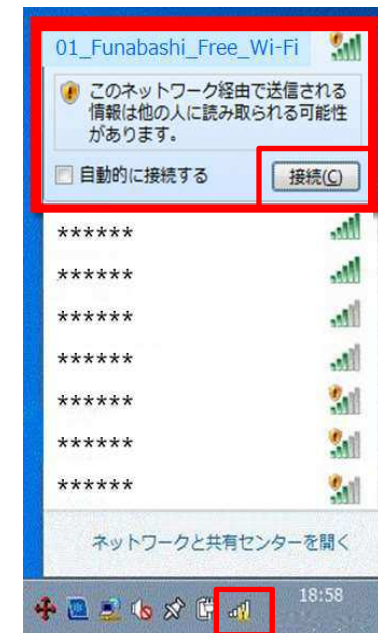 01_Funabashi_Free_Wi-Fi
このネットワーク経由で送信される
情報は他の人に読み取られる可能性
があります。
自動的に接続する
接続(C)
******
******
******
******
******
******
******
ネットワークと共有センターを開く
18:58